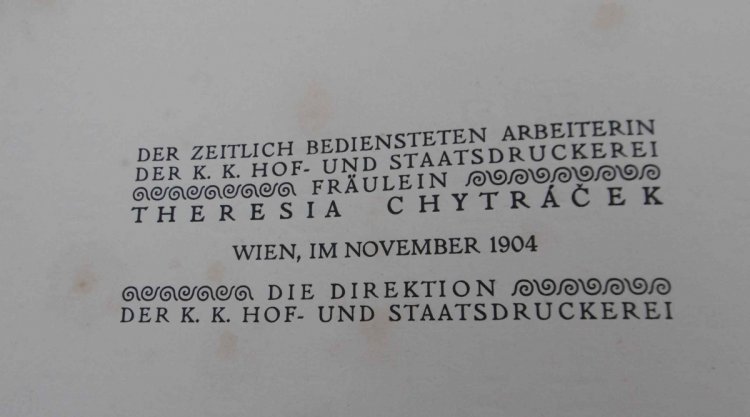 DER ZEITLICH BEDIENSTETEN ARBEITERIN
DER K. K. HOF- UND STAATSDRUCKEREI
FRÄULEIN
THERESIA CHYTRÁČEK
WIEN, IM NOVEMBER 1904
DIE DIREKTION
DER K. K. HOF- UND STAATSDRUCKEREI